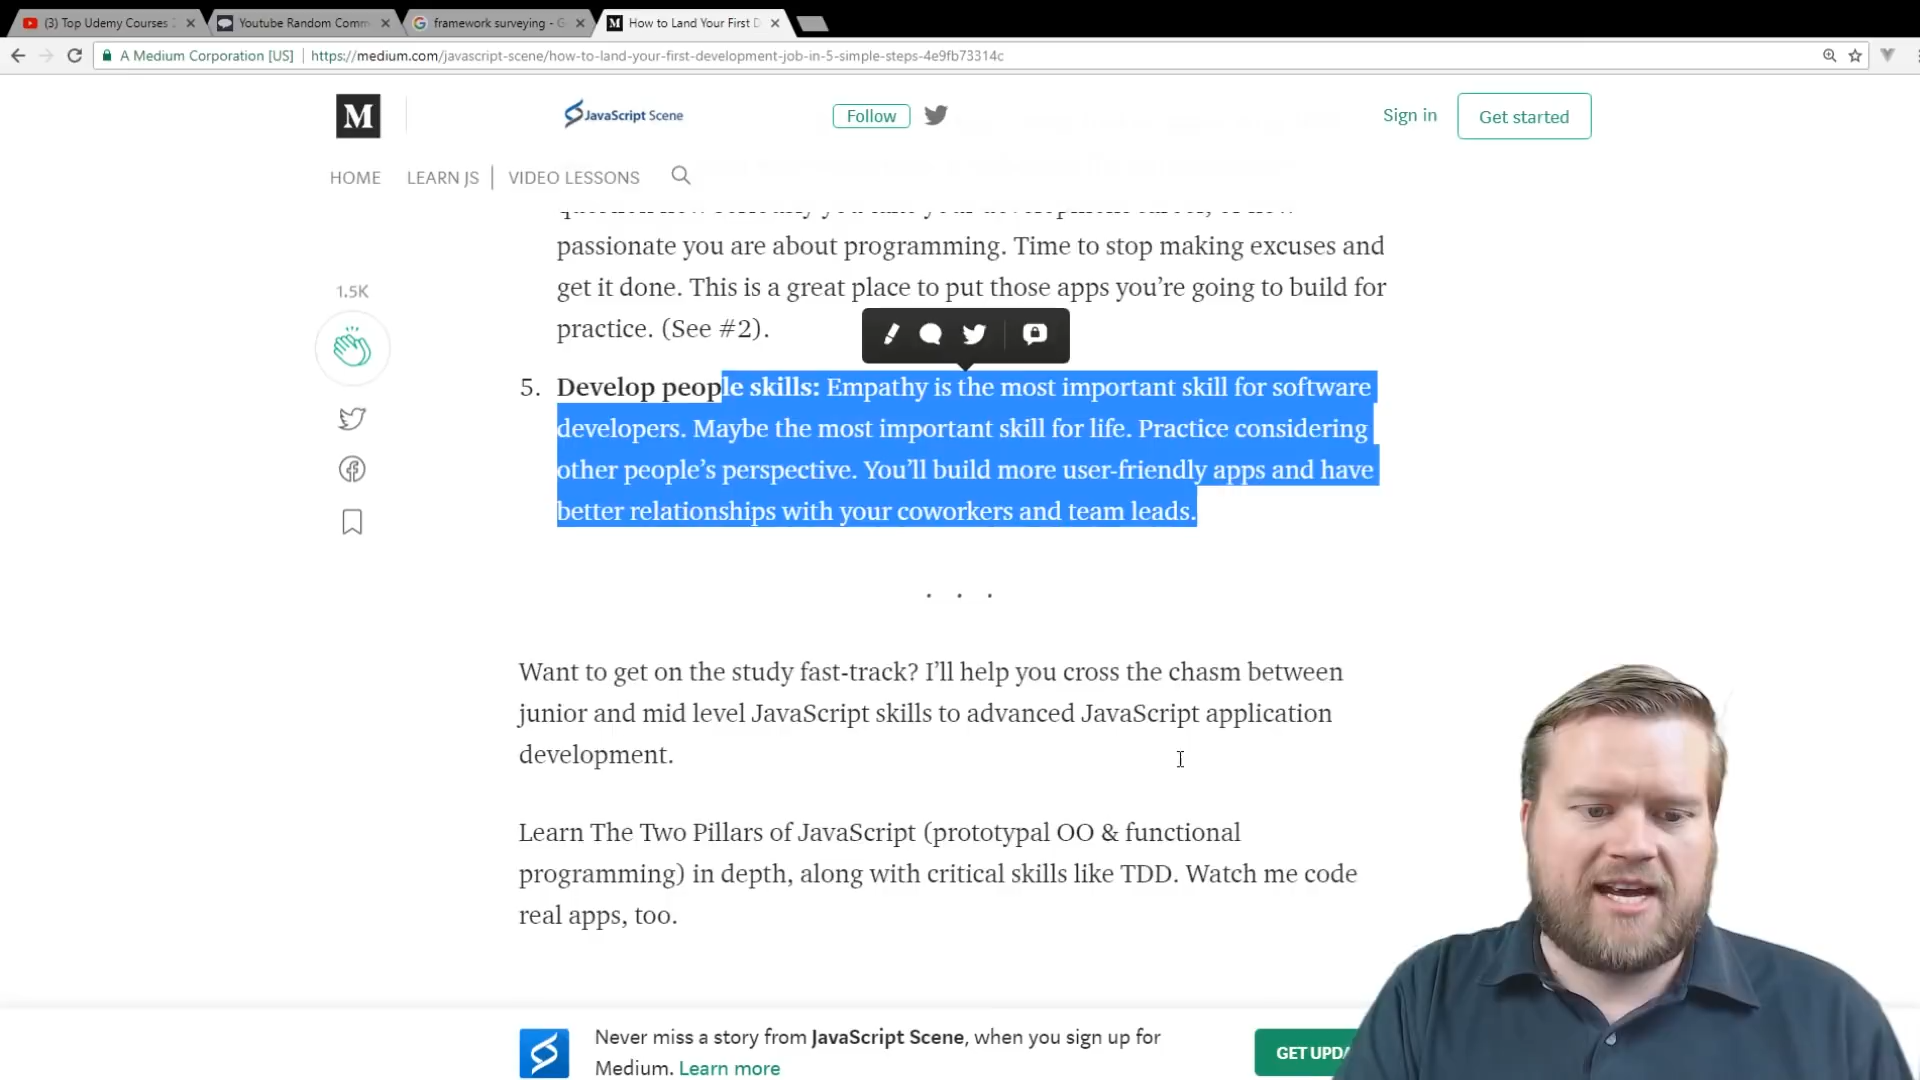 (3) Top Udemy Courses
Youtube Random Comm
framework surveying - G
How to Land Your First D
A Medium Corporation [US]
https://medium.com/javascript-scene/how-to-land-your-first-development-job-in-5-simple-steps-4e9fb73314c
M
JavaScript Scene
Follow
Sign in
Get started
HOME
LEARN JS
VIDEO LESSONS
passionate you are about programming. Time to stop making excuses and
get it done. This is a great place to put those apps you’re going to build for
practice. (See #2).
1.5K
5. Develop people skills: Empathy is the most important skill for software
developers. Maybe the most important skill for life. Practice considering
other people’s perspective. You’ll build more user-friendly apps and have
better relationships with your coworkers and team leads.
. . .
Want to get on the study fast-track? I’ll help you cross the chasm between
junior and mid level JavaScript skills to advanced JavaScript application
development.
Learn The Two Pillars of JavaScript (prototypal OO & functional
programming) in depth, along with critical skills like TDD. Watch me code
real apps, too.
Never miss a story from JavaScript Scene, when you sign up for
Medium. Learn more
GET UPDA